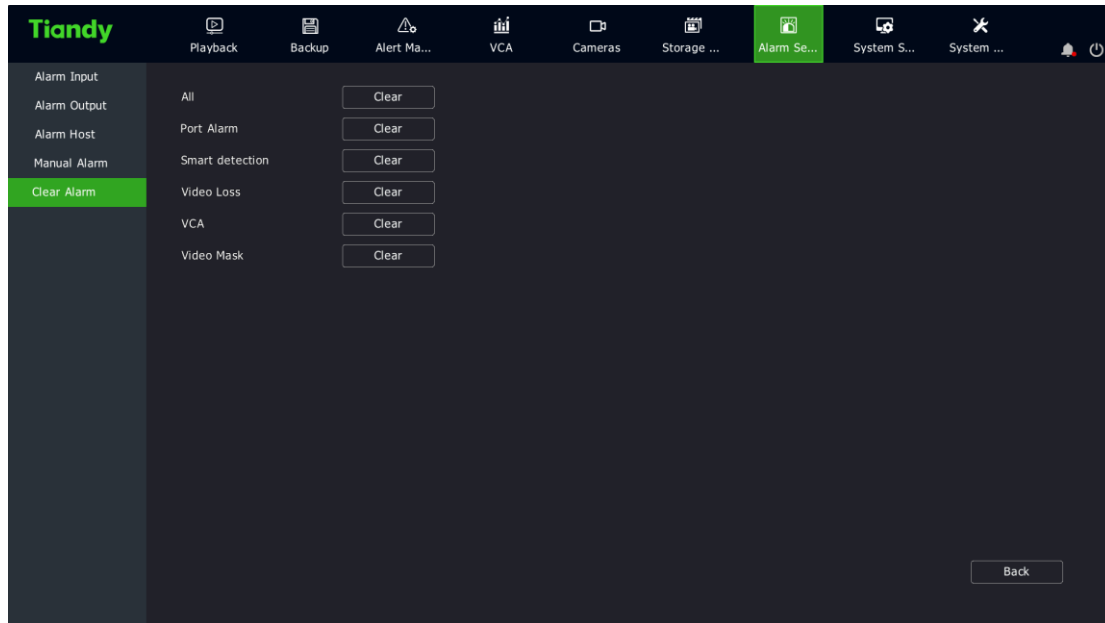 Tiandy
Playback
Backup
Alert Ma...
VCA
Cameras
Storage ...
Alarm Se...
System S...
System ...
Alarm Input
Alarm Output
Alarm Host
Manual Alarm
Clear Alarm
All Clear
Port Alarm Clear
Smart detection Clear
Video Loss Clear
VCA Clear
Video Mask Clear
Back